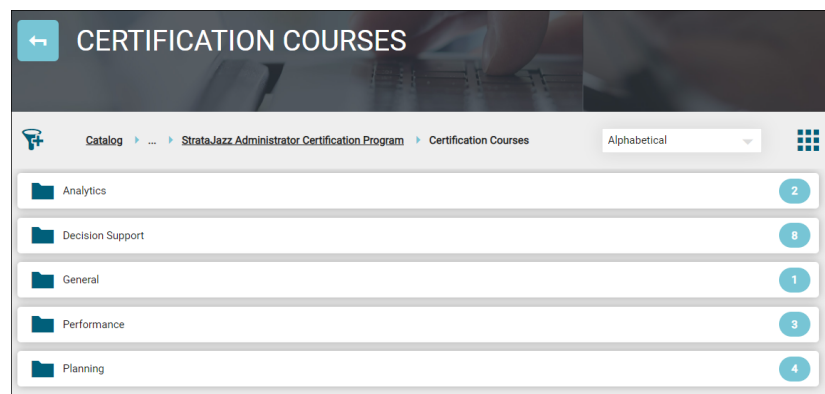 CERTIFICATION COURSES
Catalog ... StrataJazz Administrator Certification Program Certification Courses Alphabetical
Analytics 2
Decision Support 8
General 1
Performance 3
Planning 4